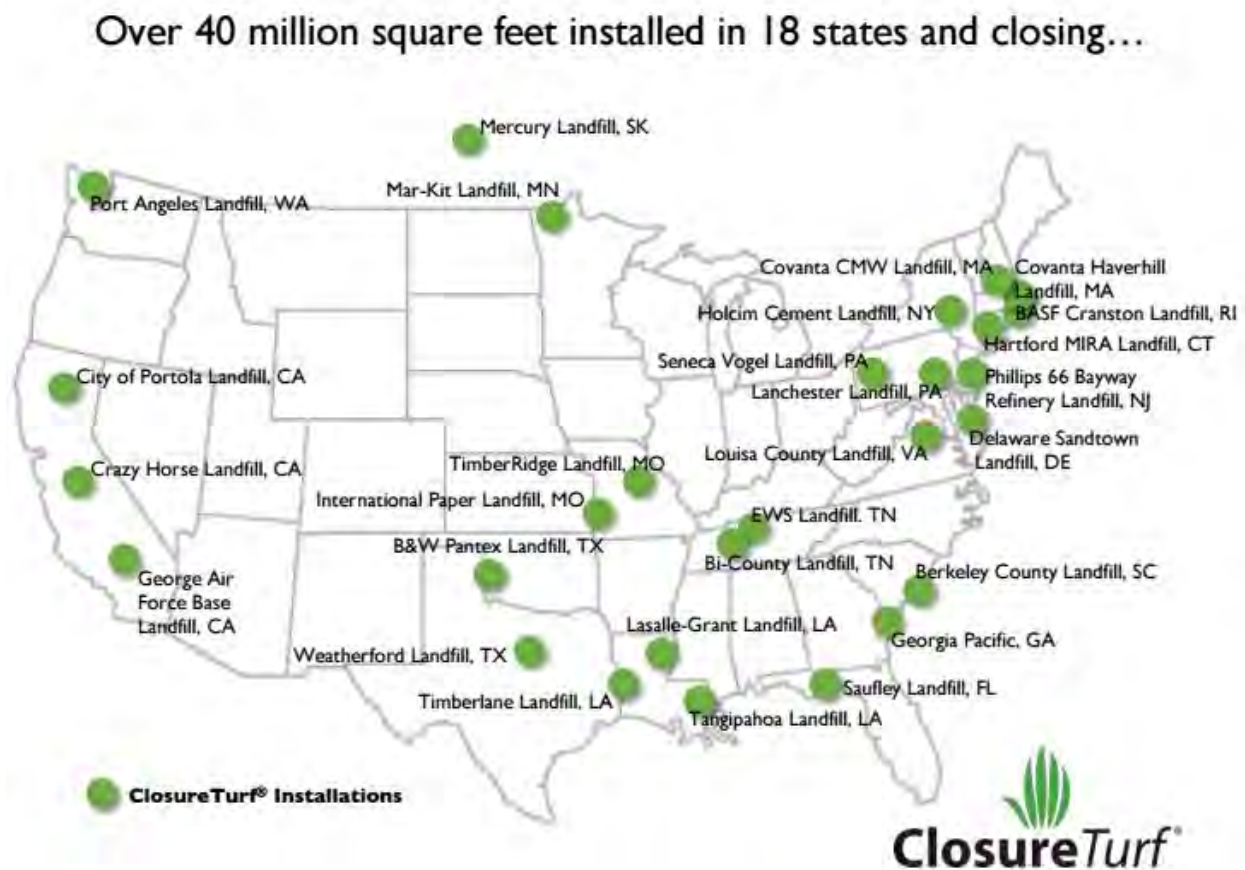 Over 40 million square feet installed in 18 states and closing...
Mercury Landfill, SK
Mar-Kit Landfill, MN
Port Angeles Landfill, WA
Covanta CMW Landfill, MA
Covanta Haverhill
Landfill, MA
Holcim Cement Landfill, NY
BASF Cranston Landfill, RI
Hartford MIRA Landfill, CT
Seneca Vogel Landfill, PA
City of Portola Landfill, CA
Lanchester Landfill, PA
Phillips 66 Bayway
Refinery Landfill, NJ
Delaware Sandtown
Landfill, DE
Louisa County Landfill, VA
Crazy Horse Landfill, CA
TimberRidge Landfill, MO
International Paper Landfill, MO
EWS Landfill. TN
B&W Pantex Landfill, TX
Bi-County Landfill, TN
Berkeley County Landfill, SC
George Air
Force Base
Landfill, CA
Lasalle-Grant Landfill, LA
Georgia Pacific, GA
Weatherford Landfill, TX
Saufley Landfill, FL
Timberlane Landfill, LA
Tangipahoa Landfill, LA
ClosureTurf® Installations
ClosureTurf®